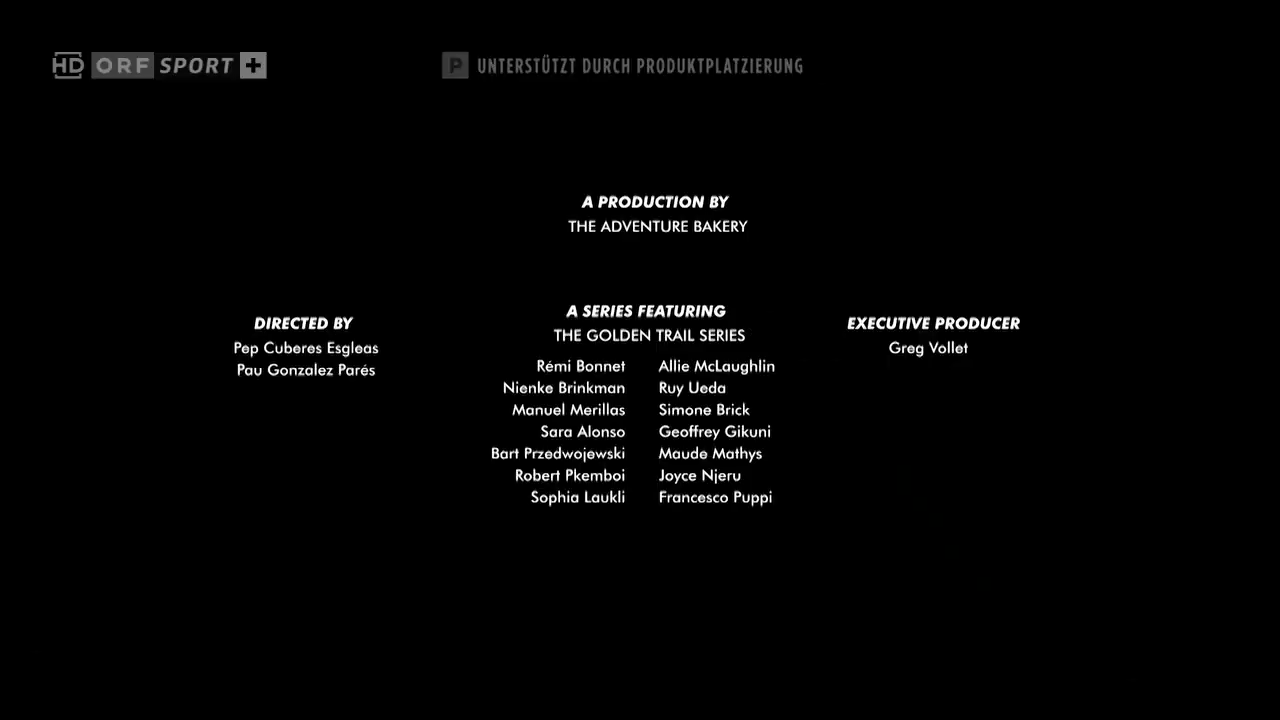 HD ORF SPORT +
P UNTERSTÜTZT DURCH PRODUKTPLATZIERUNG
A PRODUCTION BY
THE ADVENTURE BAKERY
DIRECTED BY
Pep Cuberes Esgleas
Pau Gonzalez Parés
A SERIES FEATURING
THE GOLDEN TRAIL SERIES
Rémi Bonnet Allie McLaughlin
Nienke Brinkman Ruy Ueda
Manuel Merillas Simone Brick
Sara Alonso Geoffrey Gikuni
Bart Przedwojewski Maude Mathys
Robert Pkemboi Joyce Njeru
Sophia Laukli Francesco Puppi
EXECUTIVE PRODUCER
Greg Vollet